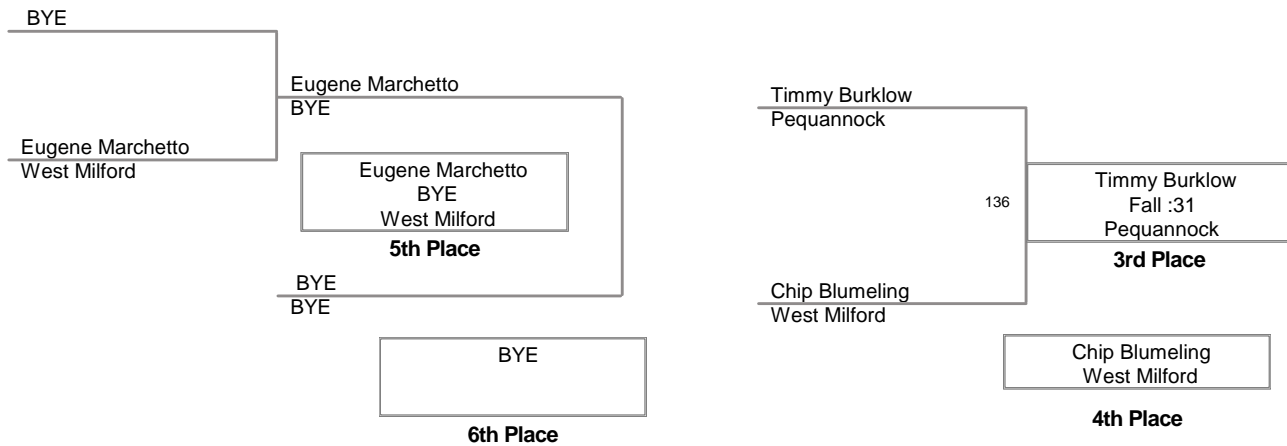 BYE
Eugene Marchetto
West Milford
Eugene Marchetto
BYE
Eugene Marchetto
BYE
West Milford
5th Place
BYE
BYE
BYE
6th Place
Timmy Burklow
Pequannock
136
Chip Blumeling
West Milford
Timmy Burklow
Fall :31
Pequannock
3rd Place
Chip Blumeling
West Milford
4th Place